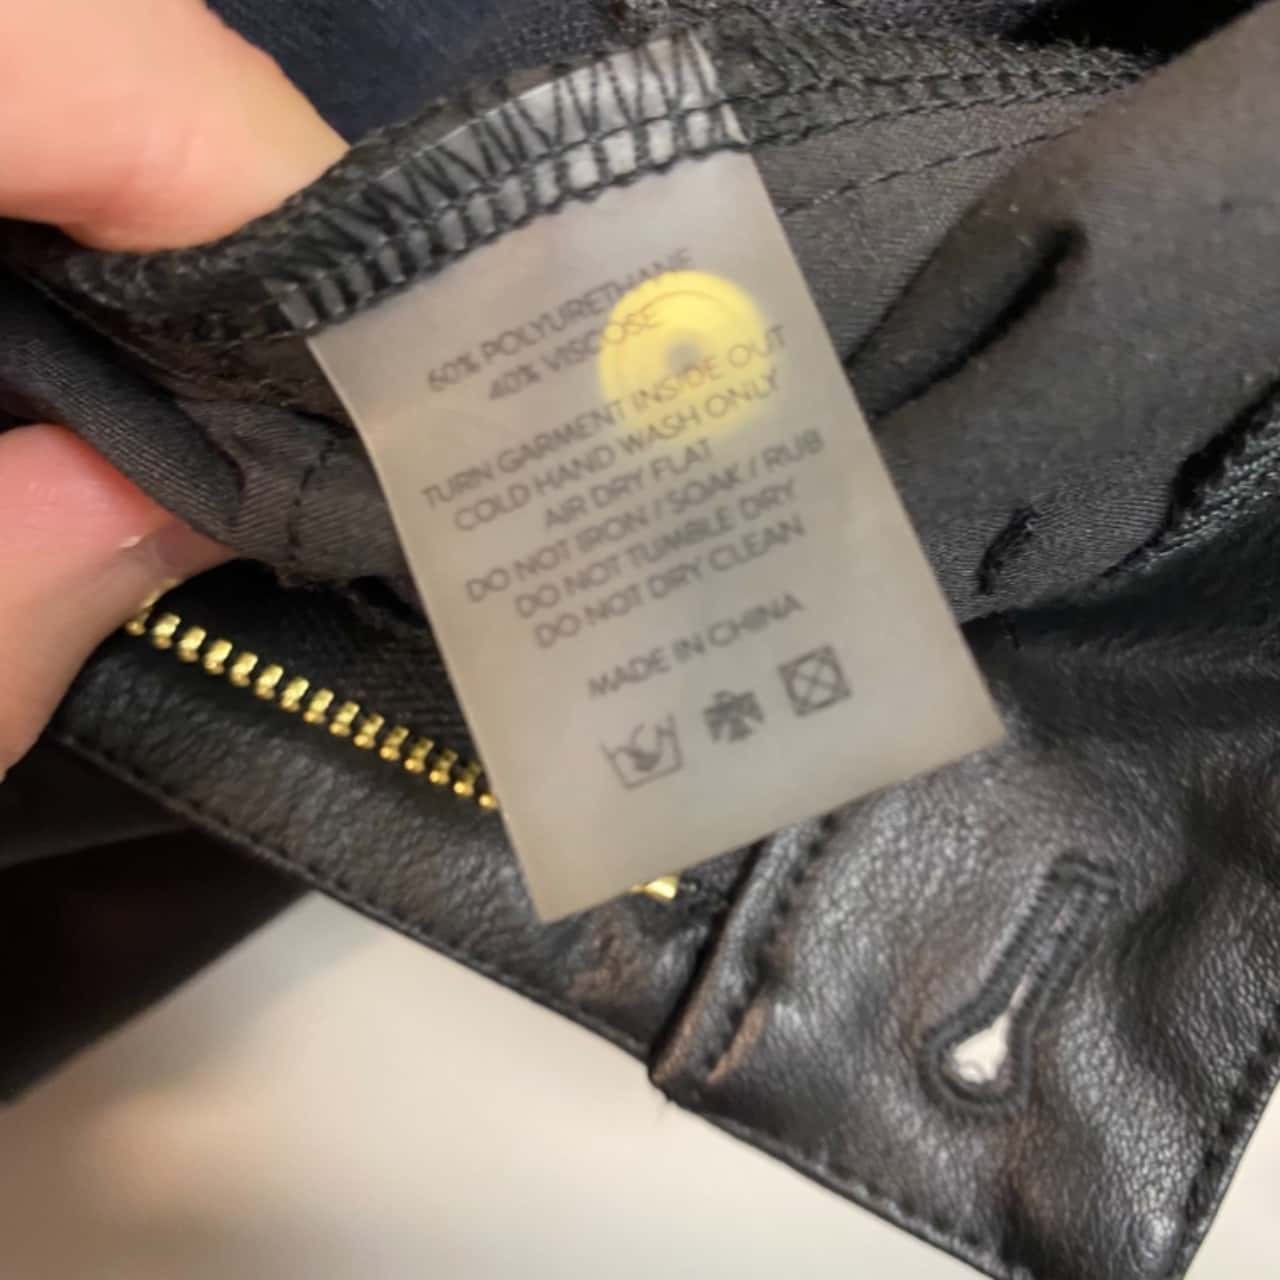 60% POLYURETHANE
40% VISCOSE
TURN GARMENT INSIDE OUT
COLD HAND WASH ONLY
AIR DRY FLAT
DO NOT IRON / SOAK / RUB
DO NOT TUMBLE DRY
DO NOT DRY CLEAN
MADE IN CHINA